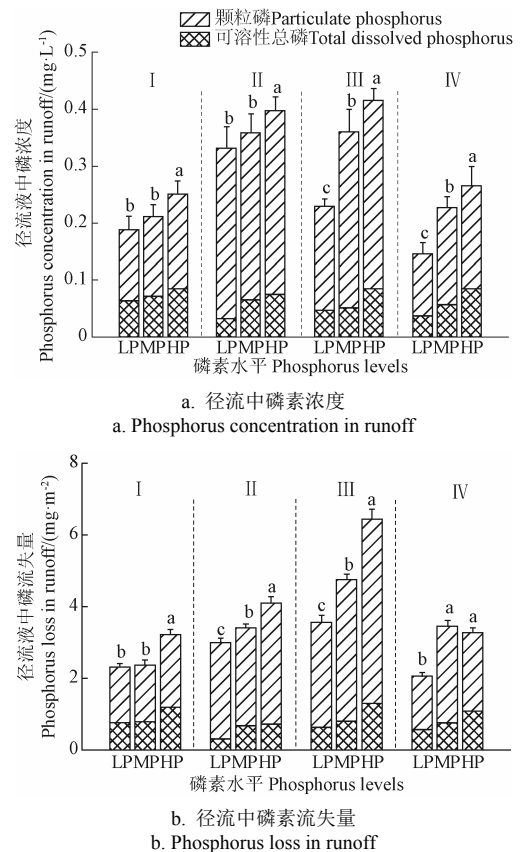 颗粒磷Particulate phosphorus
可溶性总磷Total dissolved phosphorus
径流液中磷浓度
Phosphorus concentration in runoff/(mg·L-1)
0.5
0.4
0.3
0.2
0.1
0
Ⅰ
Ⅱ
Ⅲ
Ⅳ
b b a
b b a
c b a
c b a
LPMPHP LPMPHP LPMPHP LPMPHP
磷素水平 Phosphorus levels
a. 径流中磷素浓度
a. Phosphorus concentration in runoff
径流液中磷流失量
Phosphorus loss in runoff/(mg·m-2)
8
6
4
2
0
Ⅰ
Ⅱ
Ⅲ
Ⅳ
b b a
c b a
c b a
b a a
LPMPHP LPMPHP LPMPHP LPMPHP
磷素水平 Phosphorus levels
b. 径流中磷素流失量
b. Phosphorus loss in runoff